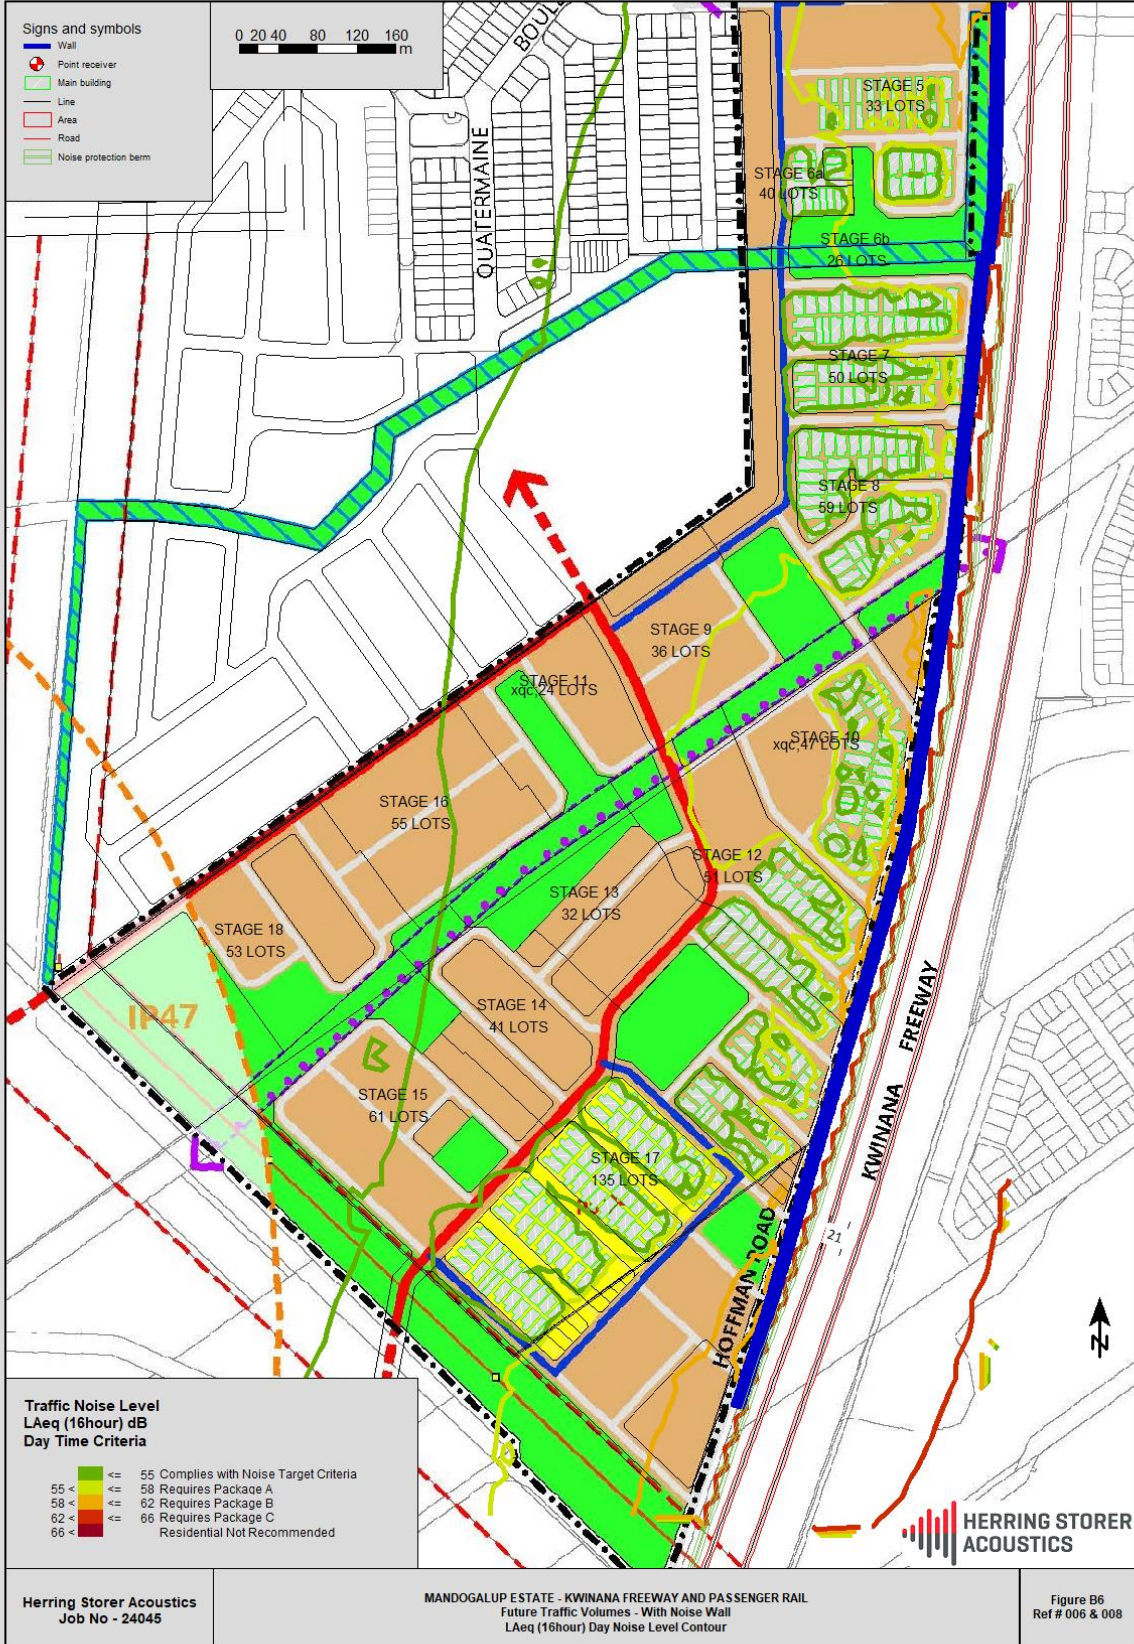 Signs and symbols
Wall
Point receiver
Main building
Line
Area
Road
Noise protection berm
0 20 40 80 120 160
m
QUATERMAINE
STAGE 5
33 LOTS
STAGE 6a
40 LOTS
STAGE 6b
26 LOTS
STAGE 7
50 LOTS
STAGE 8
59 LOTS
STAGE 9
36 LOTS
STAGE 11
xqc,24 LOTS
STAGE 10
xqc,47 LOTS
STAGE 16
55 LOTS
STAGE 12
51 LOTS
STAGE 13
32 LOTS
STAGE 18
53 LOTS
STAGE 14
41 LOTS
IP47
STAGE 15
61 LOTS
STAGE 17
135 LOTS
KWINANA FREEWAY
HOFFMAN ROAD
21
N
Traffic Noise Level
LAeq (16hour) dB
Day Time Criteria
<= 55 Complies with Noise Target Criteria
55 < <= 58 Requires Package A
58 < <= 62 Requires Package B
62 < <= 66 Requires Package C
66 < Residential Not Recommended
HERRING STORER
ACOUSTICS
Herring Storer Acoustics
Job No - 24045
MANDOGALUP ESTATE - KWINANA FREEWAY AND PASSENGER RAIL
Future Traffic Volumes - With Noise Wall
LAeq (16hour) Day Noise Level Contour
Figure B6
Ref # 006 & 008